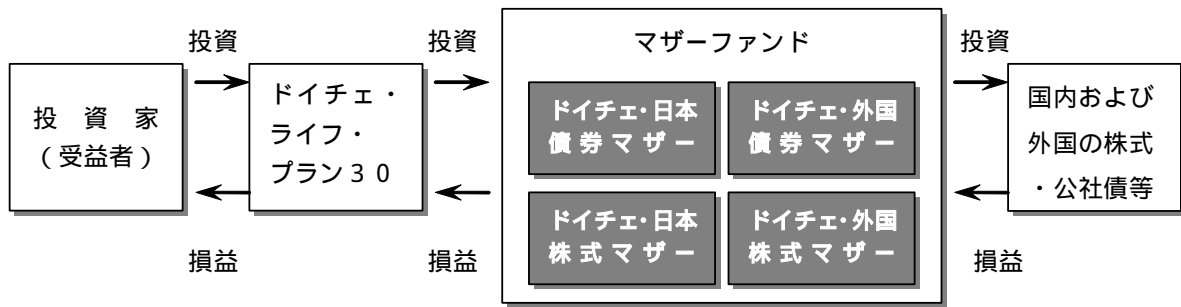 投資
投資
マザーファンド
投資
投 資 家
（受益者）
ドイチェ・
ライフ・
プラン３０
ドイチェ・日本
債券マザー
ドイチェ・外国
債券マザー
ドイチェ・日本
株式マザー
ドイチェ・外国
株式マザー
国内および
外国の株式
・公社債等
損益
損益
損益